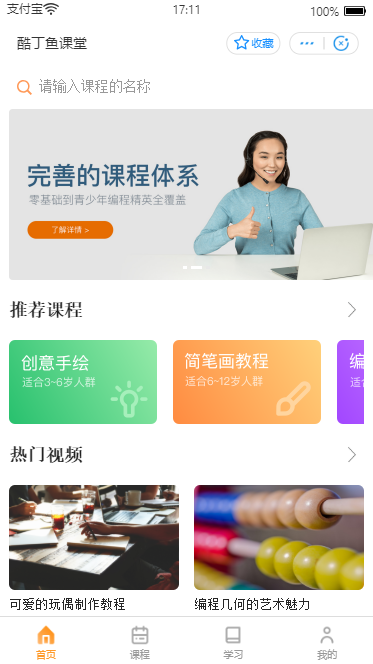 支付宝 17:11 100%
酷丁鱼课堂 收藏
请输入课程的名称
完善的课程体系
零基础到青少年编程精英全覆盖
了解详情 >
推荐课程
创意手绘 简笔画教程 编
适合3~6岁人群 适合6~12岁人群
热门视频
可爱的玩偶制作教程 编程几何的艺术魅力
首页 课程 学习 我的